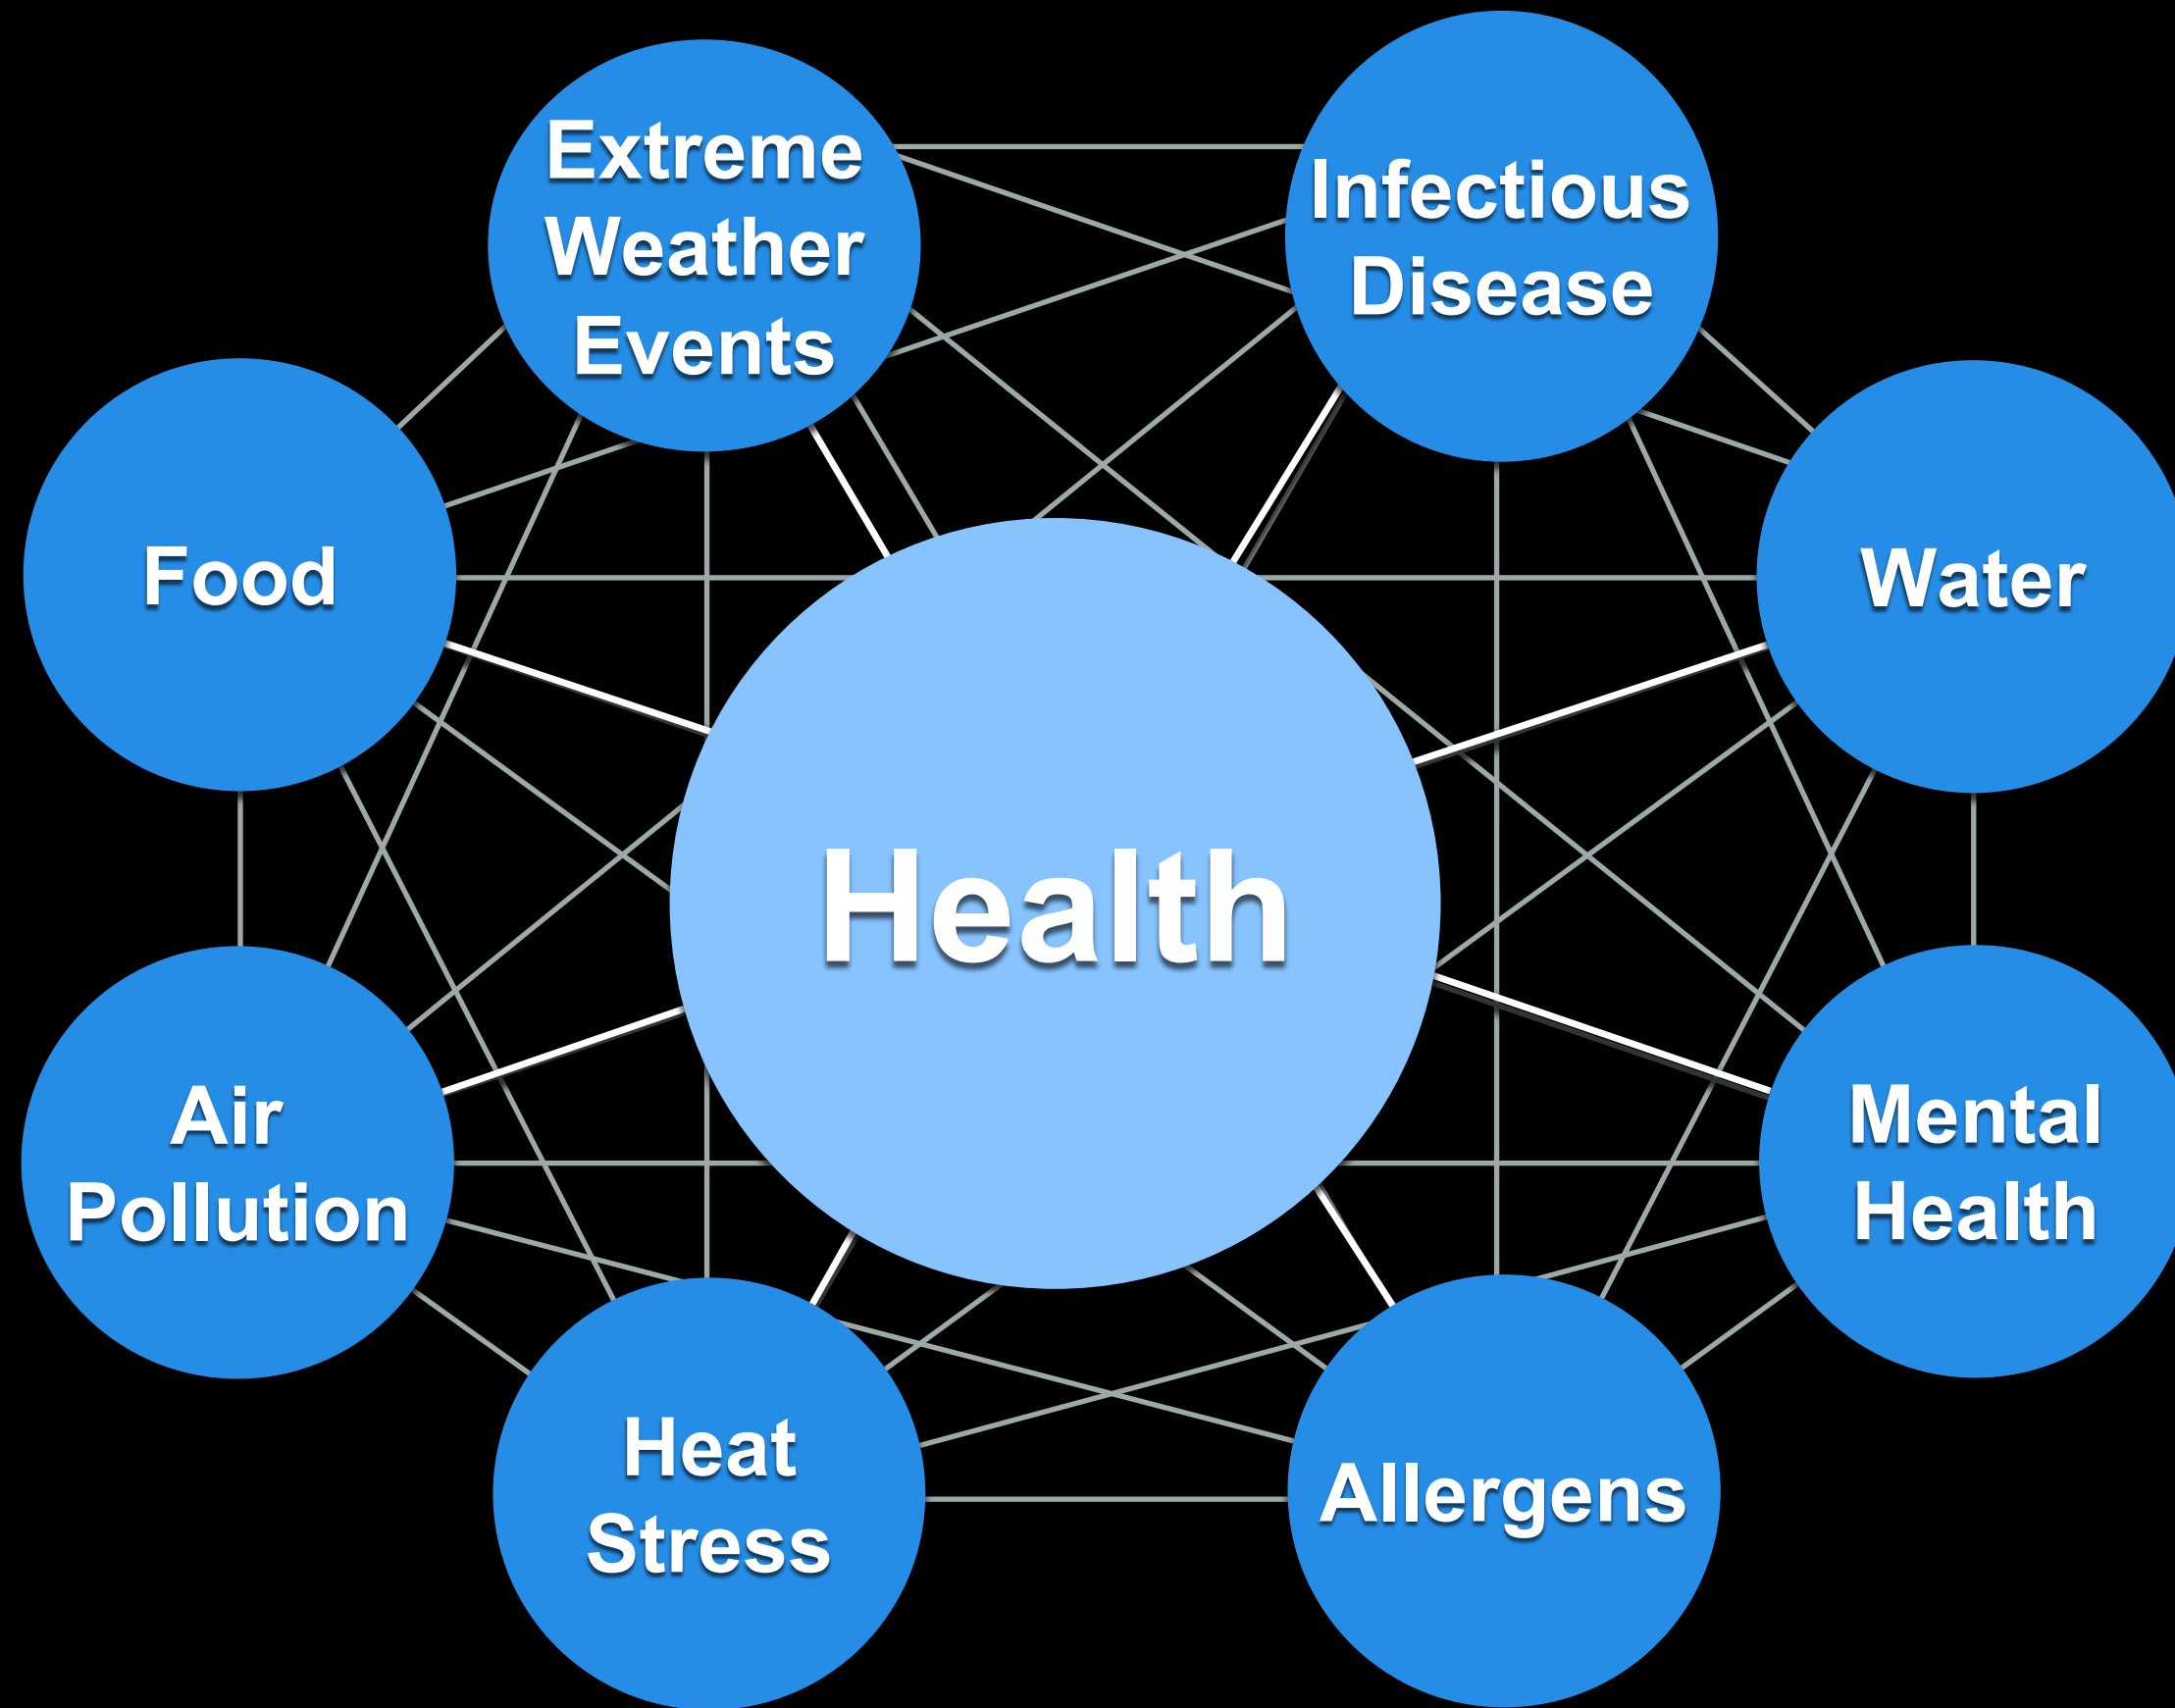 Extreme
Weather
Events
Infectious
Disease
Food
Water
Health
Air
Pollution
Mental
Health
Heat
Stress
Allergens